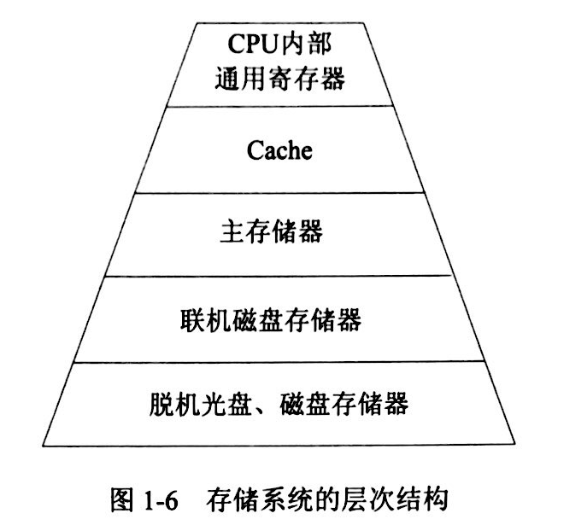 CPU内部
通用寄存器
Cache
主存储器
联机磁盘存储器
脱机光盘、磁盘存储器
图 1-6 存储系统的层次结构